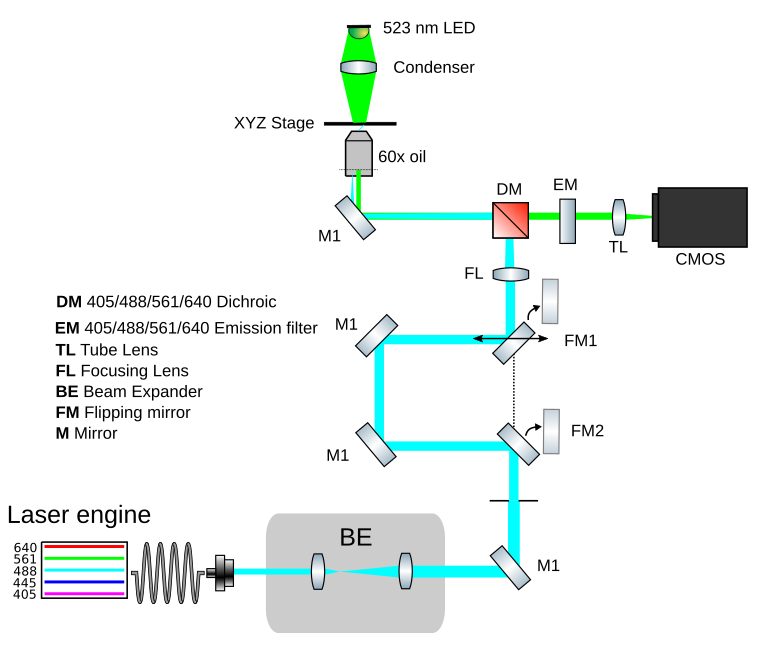 523 nm LED
Condenser
XYZ Stage
60x oil
DM
EM
M1
TL
CMOS
FL
DM 405/488/561/640 Dichroic
EM 405/488/561/640 Emission filter
TL Tube Lens
FL Focusing Lens
BE Beam Expander
FM Flipping mirror
M Mirror
M1
FM1
M1
FM2
Laser engine
BE
640
561
488
445
405
M1